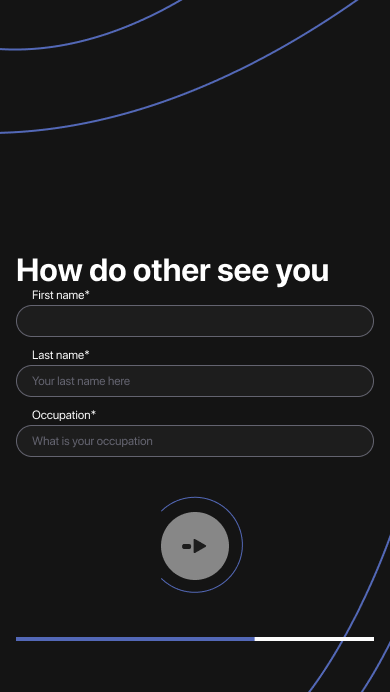 How do other see you
First name*
Last name*
Your last name here
Occupation*
What is your occupation